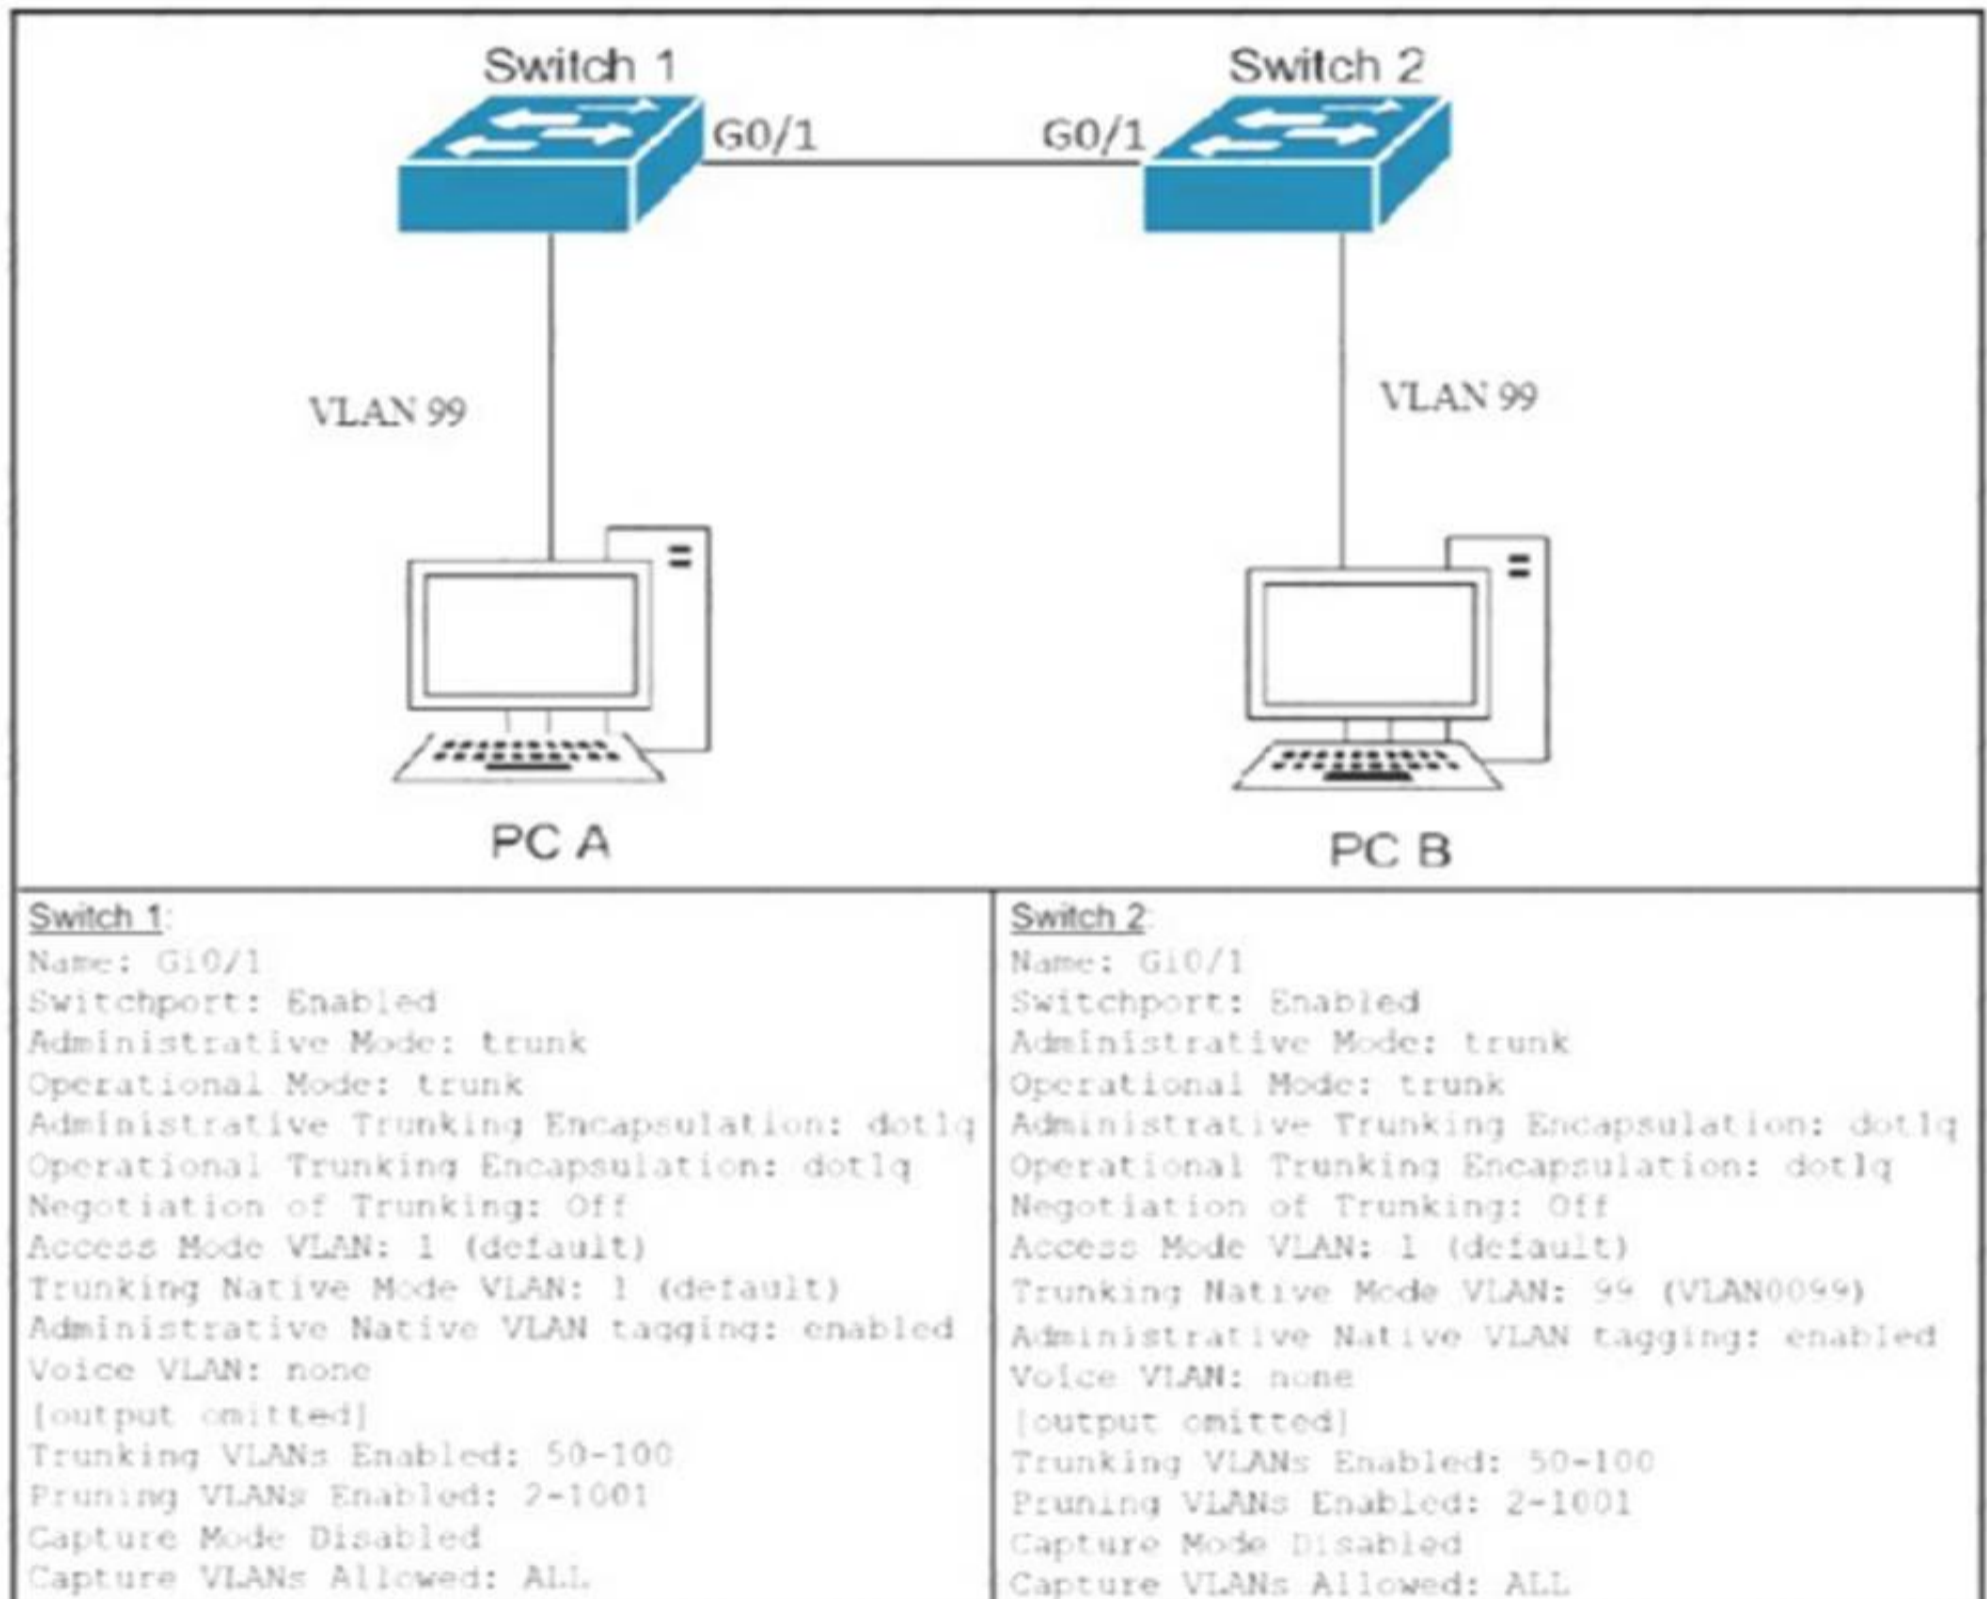 Switch 1
Switch 2
G0/1
G0/1
VLAN 99
VLAN 99
PC A
PC B
Switch 1:
Name: Gi0/1
Switchport: Enabled
Administrative Mode: trunk
Operational Mode: trunk
Administrative Trunking Encapsulation: dot1q
Operational Trunking Encapsulation: dot1q
Negotiation of Trunking: Off
Access Mode VLAN: 1 (default)
Trunking Native Mode VLAN: 1 (default)
Administrative Native VLAN tagging: enabled
Voice VLAN: none
[output omitted]
Trunking VLANs Enabled: 50-100
Pruning VLANs Enabled: 2-1001
Capture Mode Disabled
Capture VLANs Allowed: ALL
Switch 2:
Name: Gi0/1
Switchport: Enabled
Administrative Mode: trunk
Operational Mode: trunk
Administrative Trunking Encapsulation: dot1q
Operational Trunking Encapsulation: dot1q
Negotiation of Trunking: Off
Access Mode VLAN: 1 (default)
Trunking Native Mode VLAN: 99 (VLAN0099)
Administrative Native VLAN tagging: enabled
Voice VLAN: none
[output omitted]
Trunking VLANs Enabled: 50-100
Pruning VLANs Enabled: 2-1001
Capture Mode Disabled
Capture VLANs Allowed: ALL